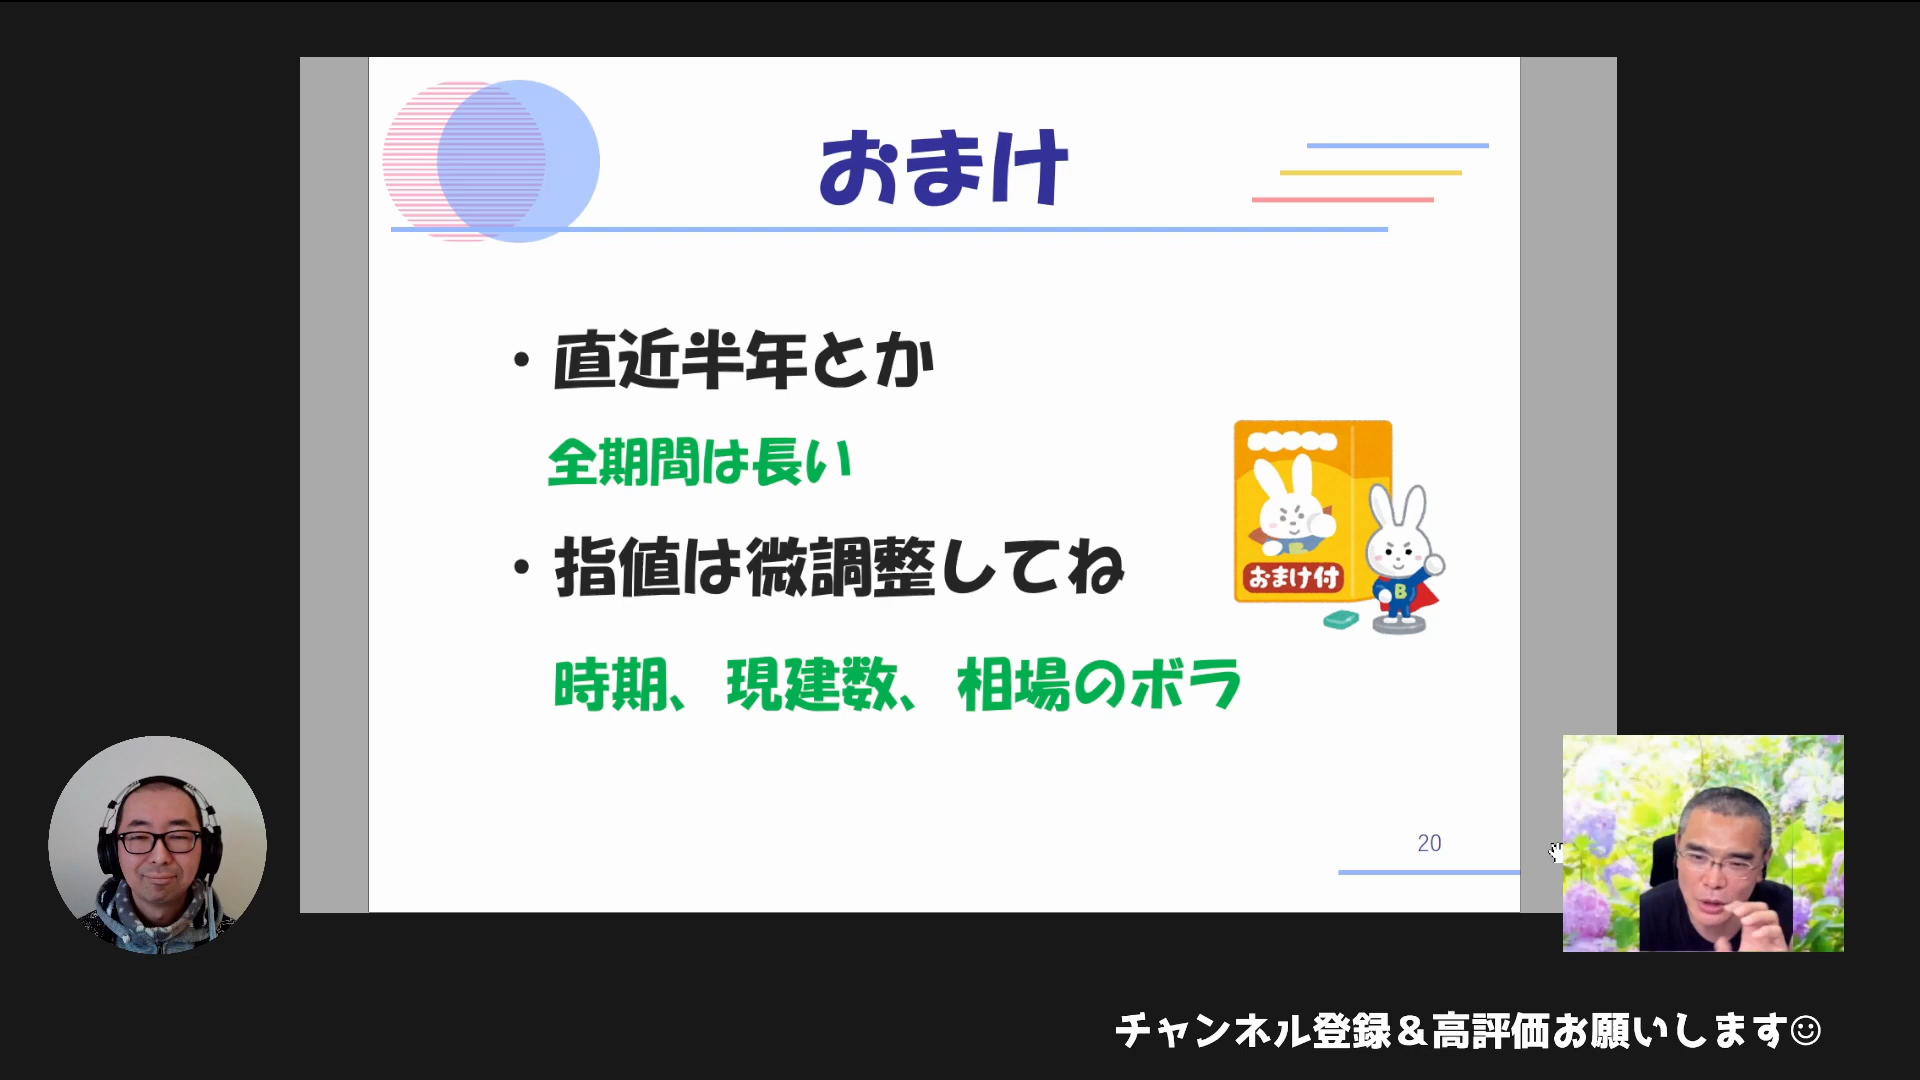 おまけ
・直近半年とか
全期間は長い
・指値は微調整してね
おまけ付
B
時期、現建数、相場のボラ
20
チャンネル登録＆高評価お願いします☺